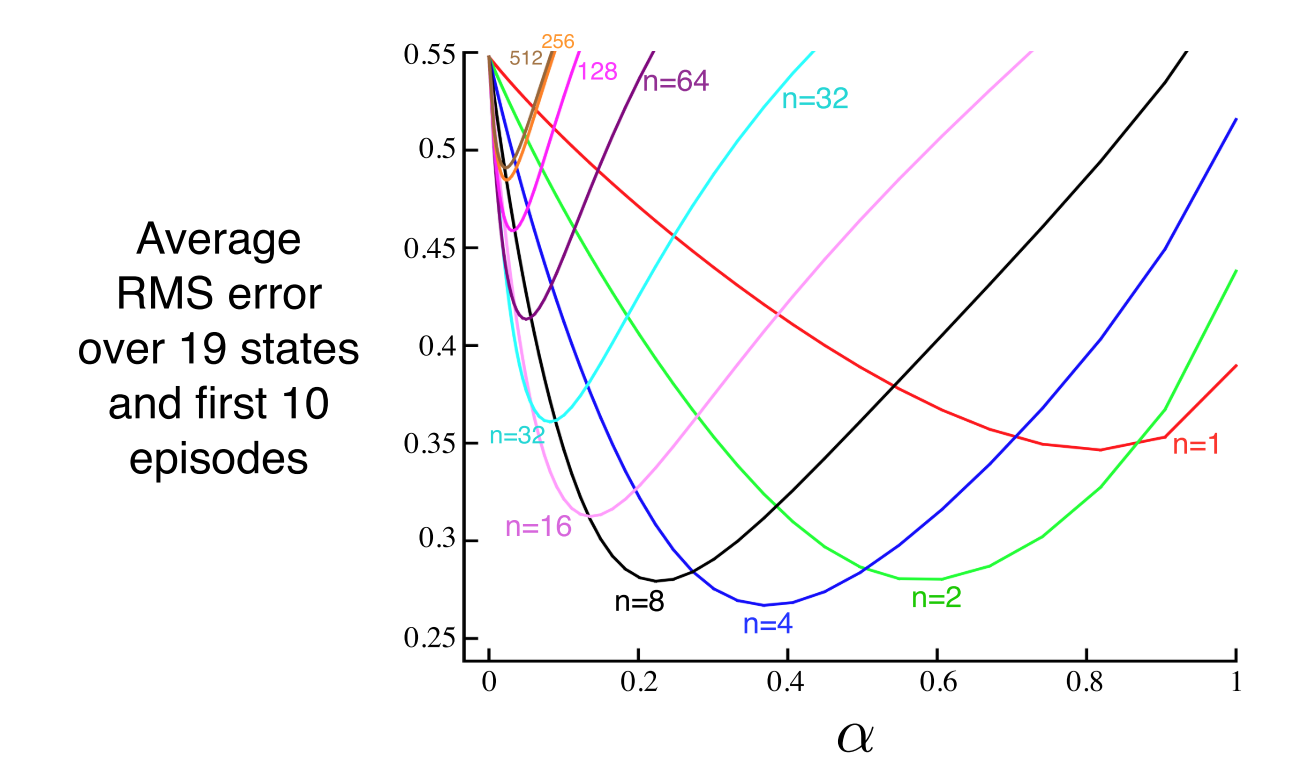 Average
RMS error
over 19 states
and first 10
episodes
0.55
0.5
0.45
0.4
0.35
0.3
0.25
512
256
128
n=64
n=32
n=32
n=16
n=8
n=4
n=2
n=1
0 0.2 0.4 0.6 0.8 1
α